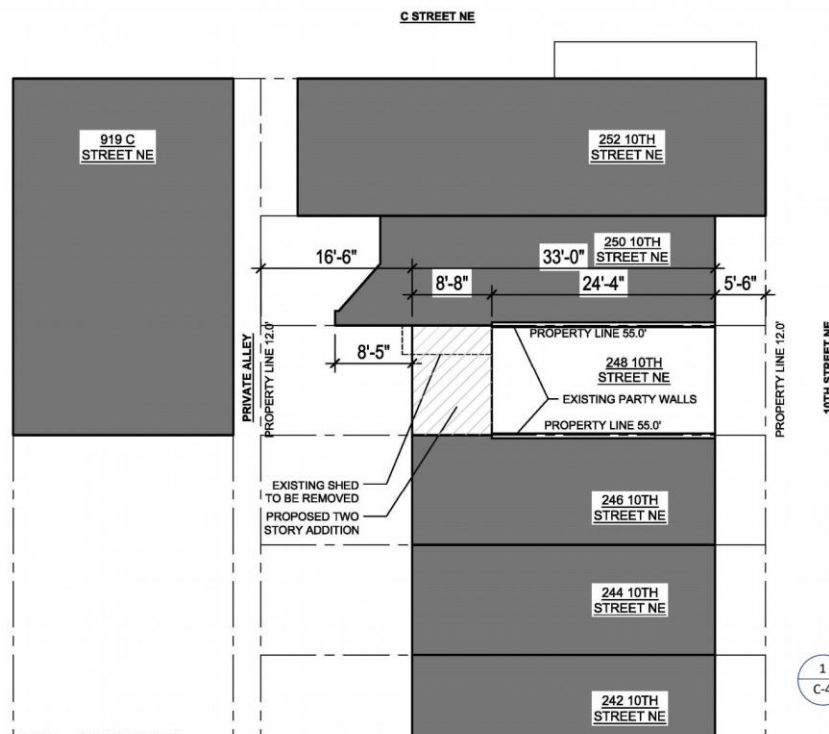 C STREET NE
919 C
STREET NE
252 10TH
STREET NE
250 10TH
STREET NE
16'-6"
33'-0"
8'-8"
24'-4"
5'-6"
PROPERTY LINE 55.0'
248 10TH
STREET NE
EXISTING PARTY WALLS
PROPERTY LINE 55.0'
8'-5"
PRIVATE ALLEY
PROPERTY LINE 12.0'
PROPERTY LINE 12.0'
10TH STREET NE
EXISTING SHED
TO BE REMOVED
PROPOSED TWO
STORY ADDITION
246 10TH
STREET NE
244 10TH
STREET NE
242 10TH
STREET NE
1
C-4